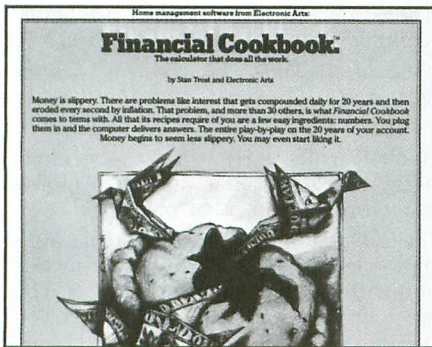 Home management software from Electronic Arts:
Financial Cookbook.™
The calculator that does all the work.
by Stan Trost and Electronic Arts
Money is slippery. There are problems like interest that gets compounded daily for 20 years and then
eroded every second by inflation. That problem, and more than 30 others, is what Financial Cookbook
comes to terms with. All that its recipes require of you are a few easy ingredients: numbers. You plug
them in and the computer delivers answers. The entire play-by-play on the 20 years of your account.
Money begins to seem less slippery. You may even start liking it.